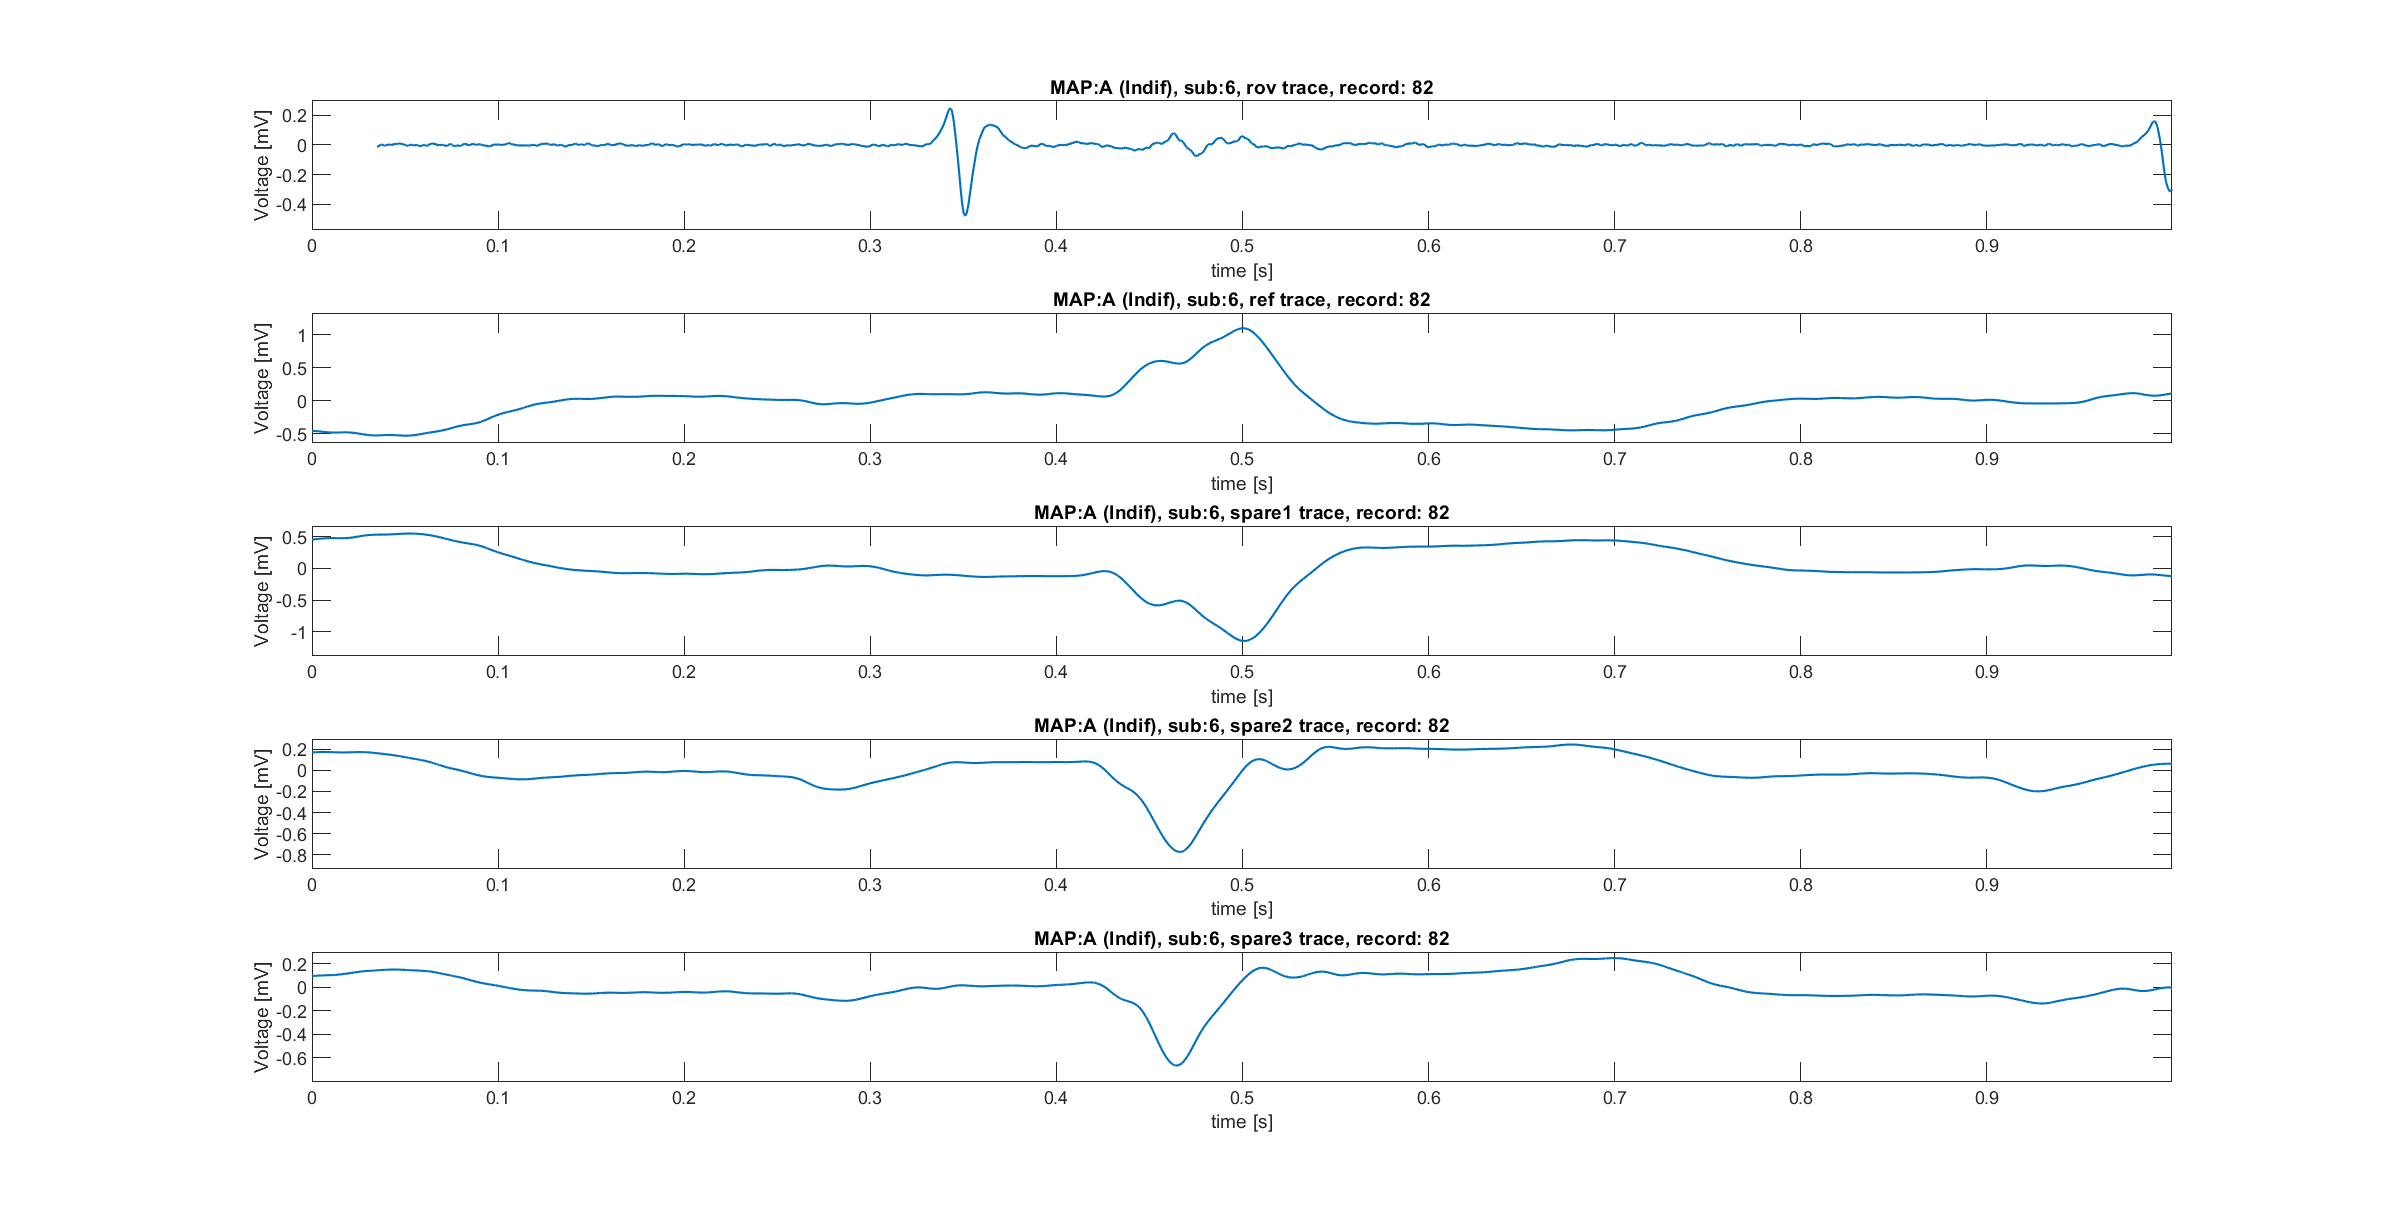 MAP:A (Indif), sub:6, rov trace, record: 82
Voltage [mV]
0.2
0
-0.2
-0.4
0 0.1 0.2 0.3 0.4 0.5 0.6 0.7 0.8 0.9
time [s]
MAP:A (Indif), sub:6, ref trace, record: 82
Voltage [mV]
1
0.5
0
-0.5
0 0.1 0.2 0.3 0.4 0.5 0.6 0.7 0.8 0.9
time [s]
MAP:A (Indif), sub:6, spare1 trace, record: 82
Voltage [mV]
0.5
0
-0.5
-1
0 0.1 0.2 0.3 0.4 0.5 0.6 0.7 0.8 0.9
time [s]
MAP:A (Indif), sub:6, spare2 trace, record: 82
Voltage [mV]
0.2
0
-0.2
-0.4
-0.6
-0.8
0 0.1 0.2 0.3 0.4 0.5 0.6 0.7 0.8 0.9
time [s]
MAP:A (Indif), sub:6, spare3 trace, record: 82
Voltage [mV]
0.2
0
-0.2
-0.4
-0.6
0 0.1 0.2 0.3 0.4 0.5 0.6 0.7 0.8 0.9
time [s]